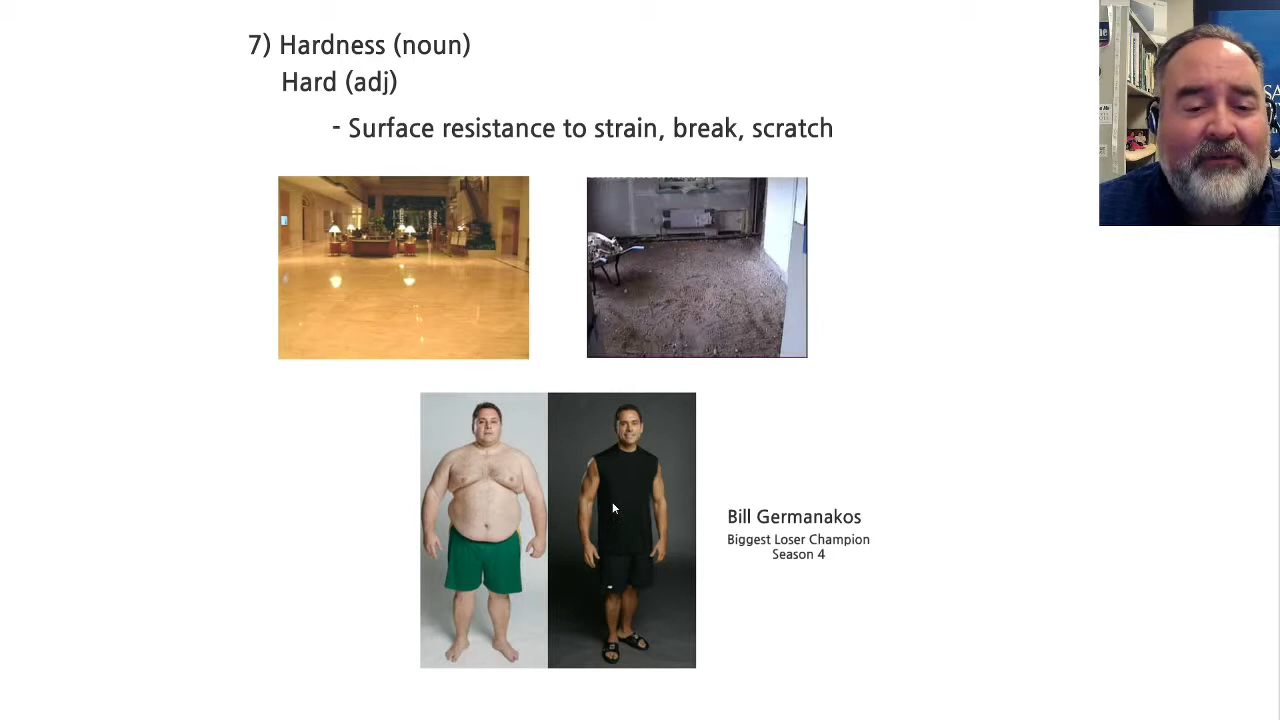 7) Hardness (noun)
Hard (adj)
- Surface resistance to strain, break, scratch
Bill Germanakos
Biggest Loser Champion
Season 4